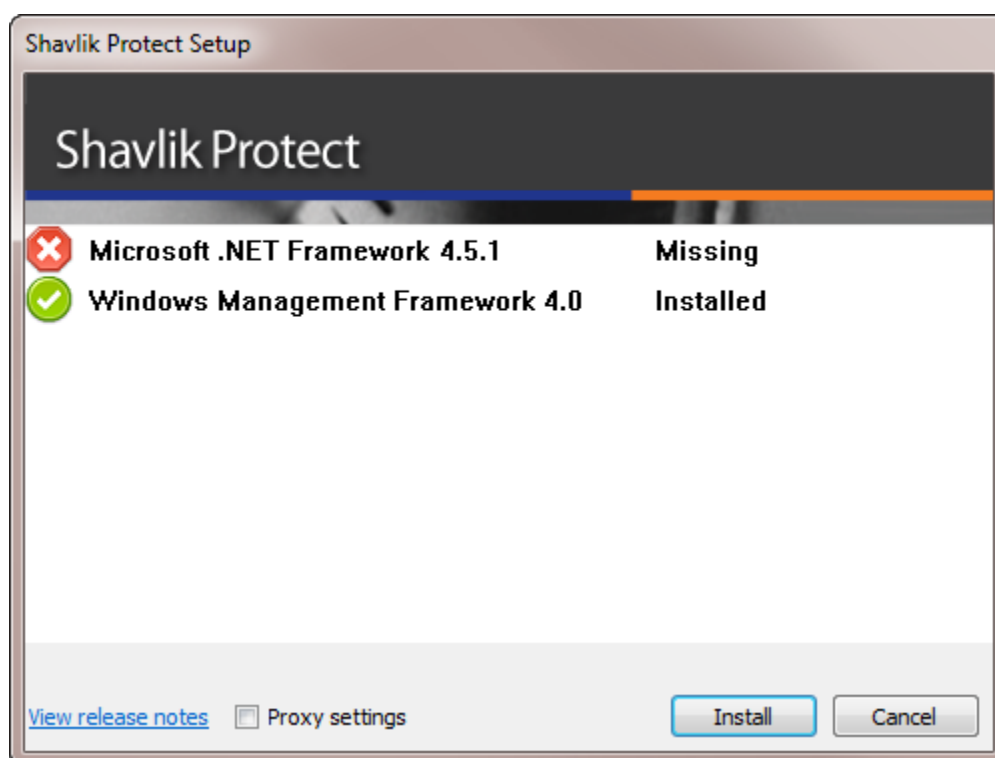 Shavlik Protect Setup
Shavlik Protect
Microsoft .NET Framework 4.5.1 Missing
Windows Management Framework 4.0 Installed
View release notes Proxy settings Install Cancel